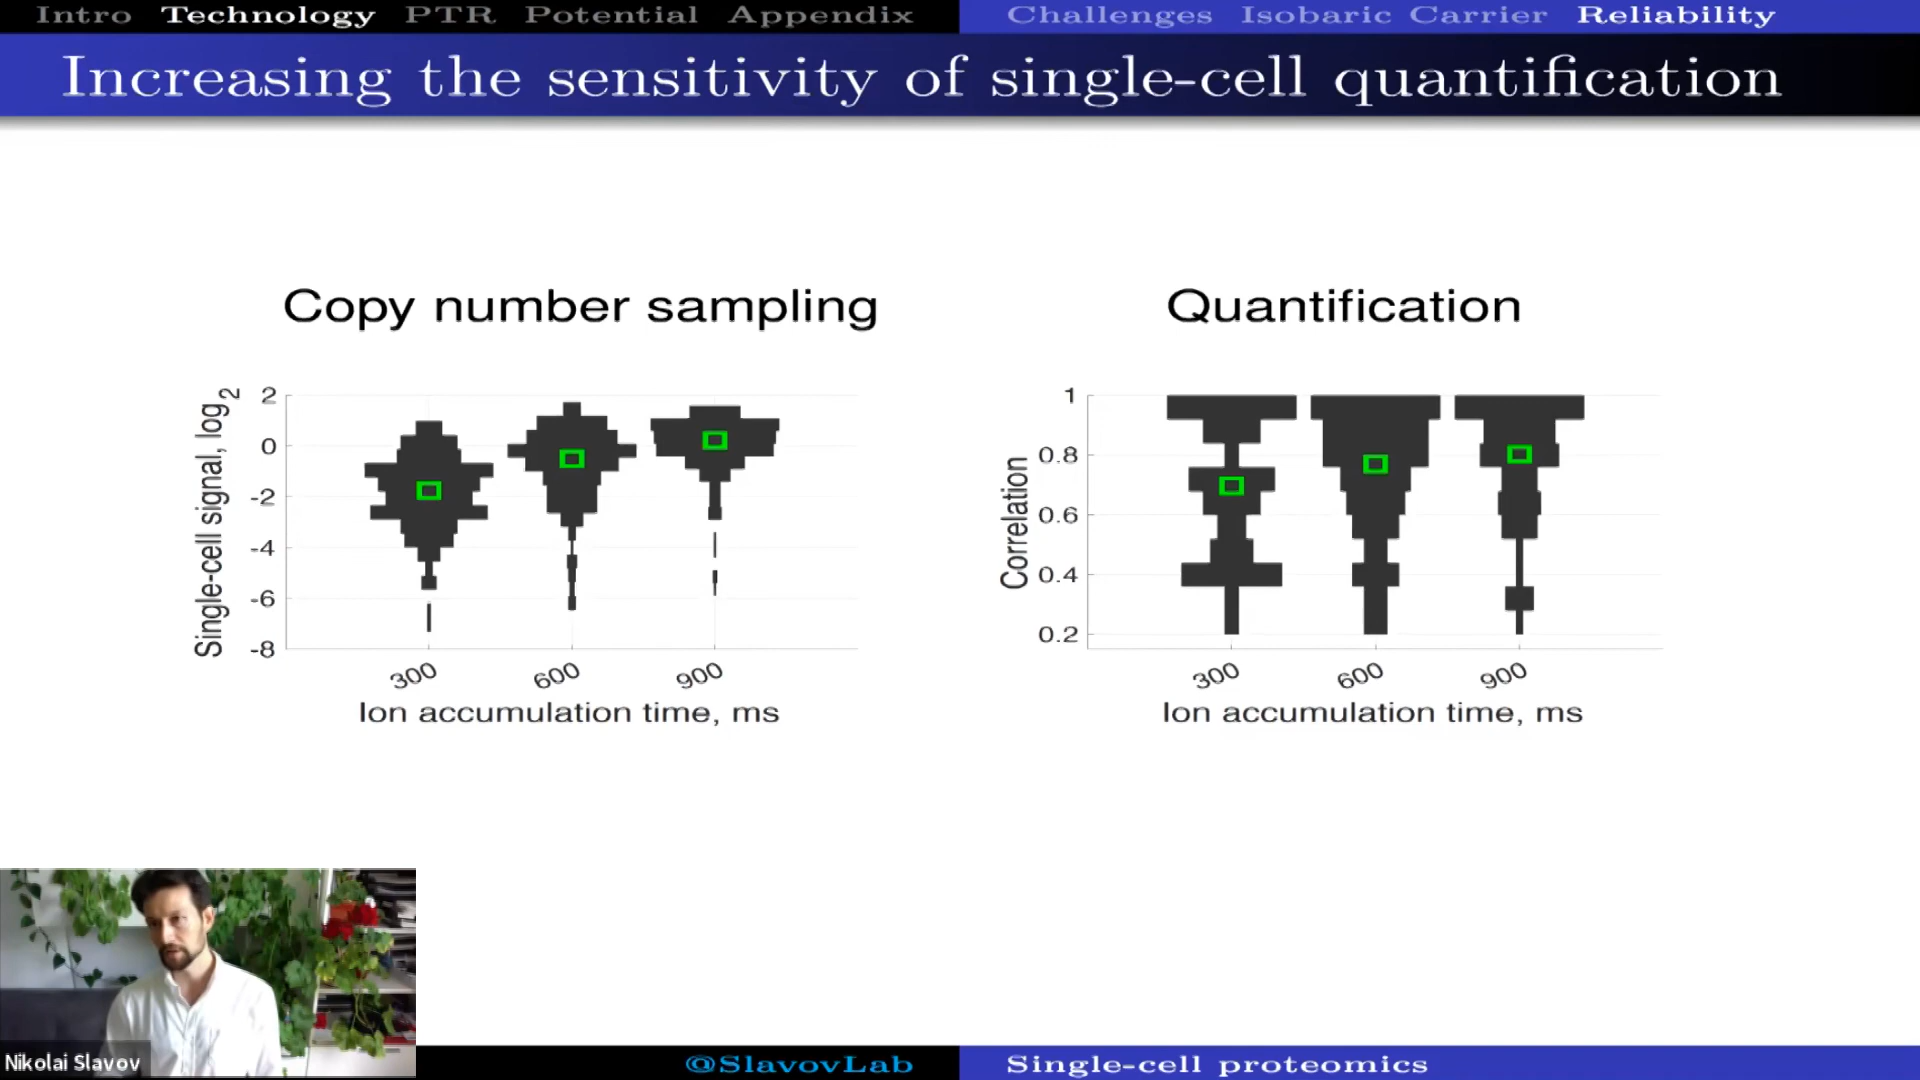 Intro Technology PTR Potential Appendix Challenges Isobaric Carrier Reliability
Increasing the sensitivity of single-cell quantification
Copy number sampling
Single-cell signal, log2
2
0
-2
-4
-6
-8
300 600 900
Ion accumulation time, ms
Quantification
Correlation
1
0.8
0.6
0.4
0.2
300 600 900
Ion accumulation time, ms
Nikolai Slavov
@SlavovLab Single-cell proteomics